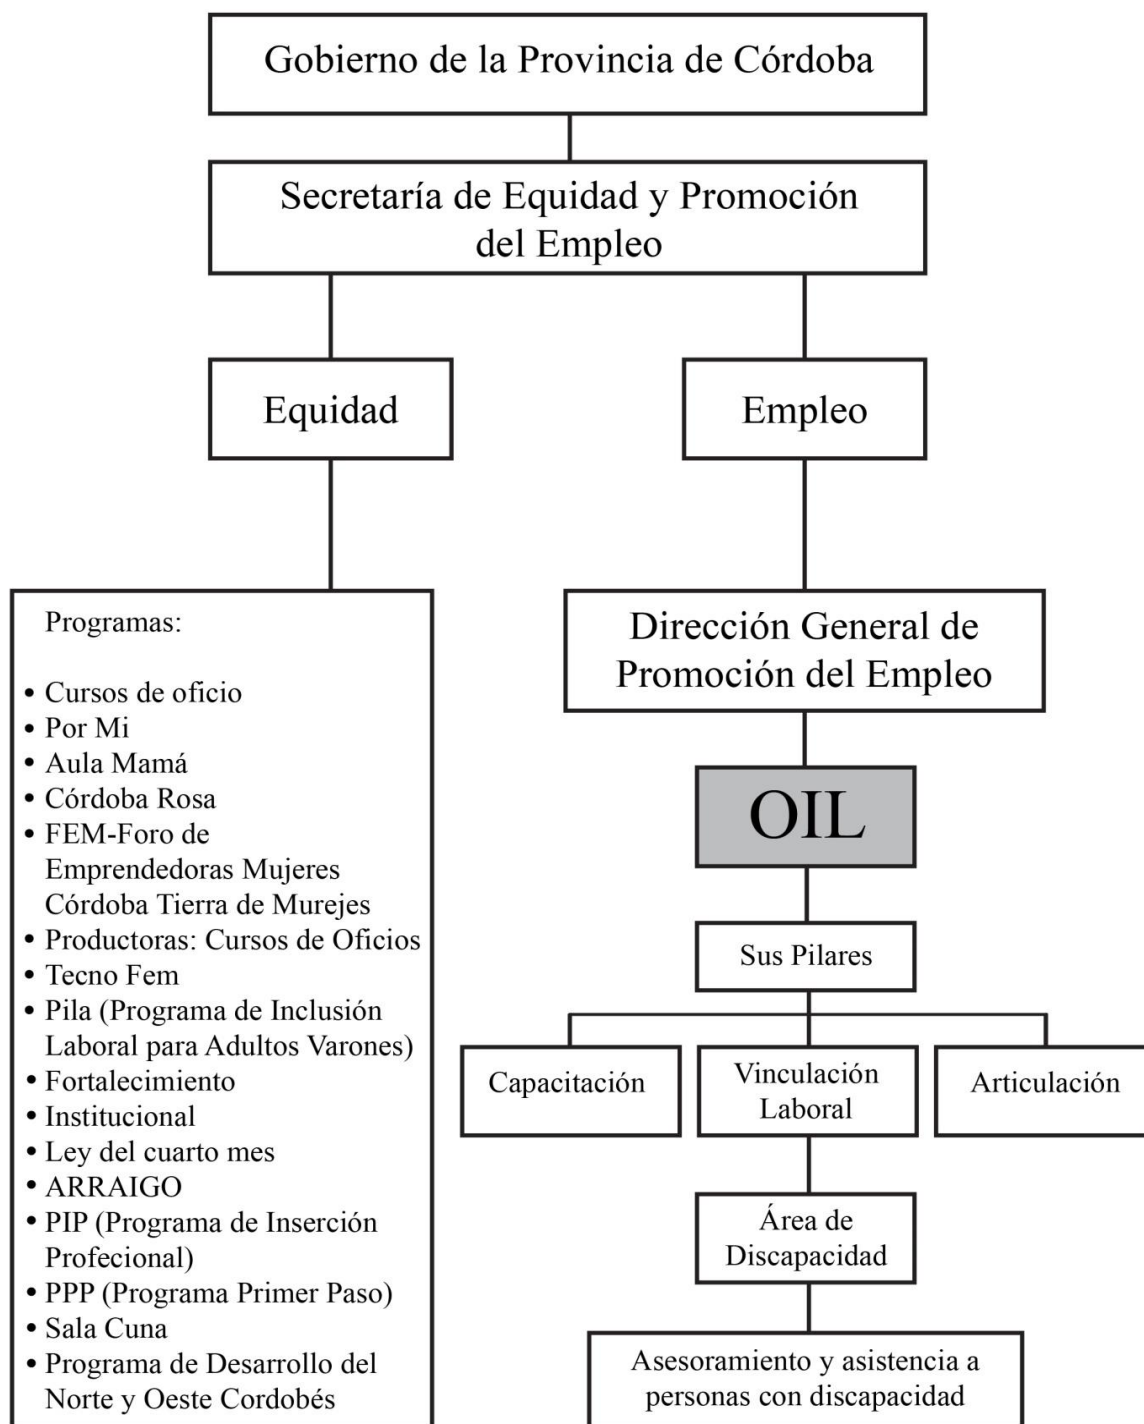 Gobierno de la Provincia de Córdoba
Secretaría de Equidad y Promoción
del Empleo
Equidad
Empleo
Programas:
• Cursos de oficio
• Por Mi
• Aula Mamá
• Córdoba Rosa
• FEM-Foro de
Emprendedoras Mujeres
Córdoba Tierra de Murejes
• Productoras: Cursos de Oficios
• Tecno Fem
• Pila (Programa de Inclusión
Laboral para Adultos Varones)
• Fortalecimiento
• Institucional
• Ley del cuarto mes
• ARRAIGO
• PIP (Programa de Inserción
Profecional)
• PPP (Programa Primer Paso)
• Sala Cuna
• Programa de Desarrollo del
Norte y Oeste Cordobés
Dirección General de
Promoción del Empleo
OIL
Sus Pilares
Capacitación
Vinculación
Laboral
Articulación
Área de
Discapacidad
Asesoramiento y asistencia a
personas con discapacidad